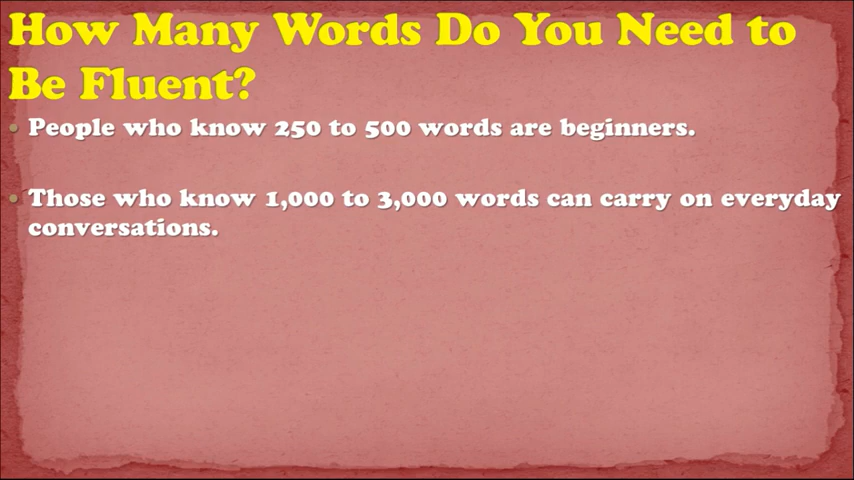 How Many Words Do You Need to
Be Fluent?
• People who know 250 to 500 words are beginners.
• Those who know 1,000 to 3,000 words can carry on everyday
conversations.